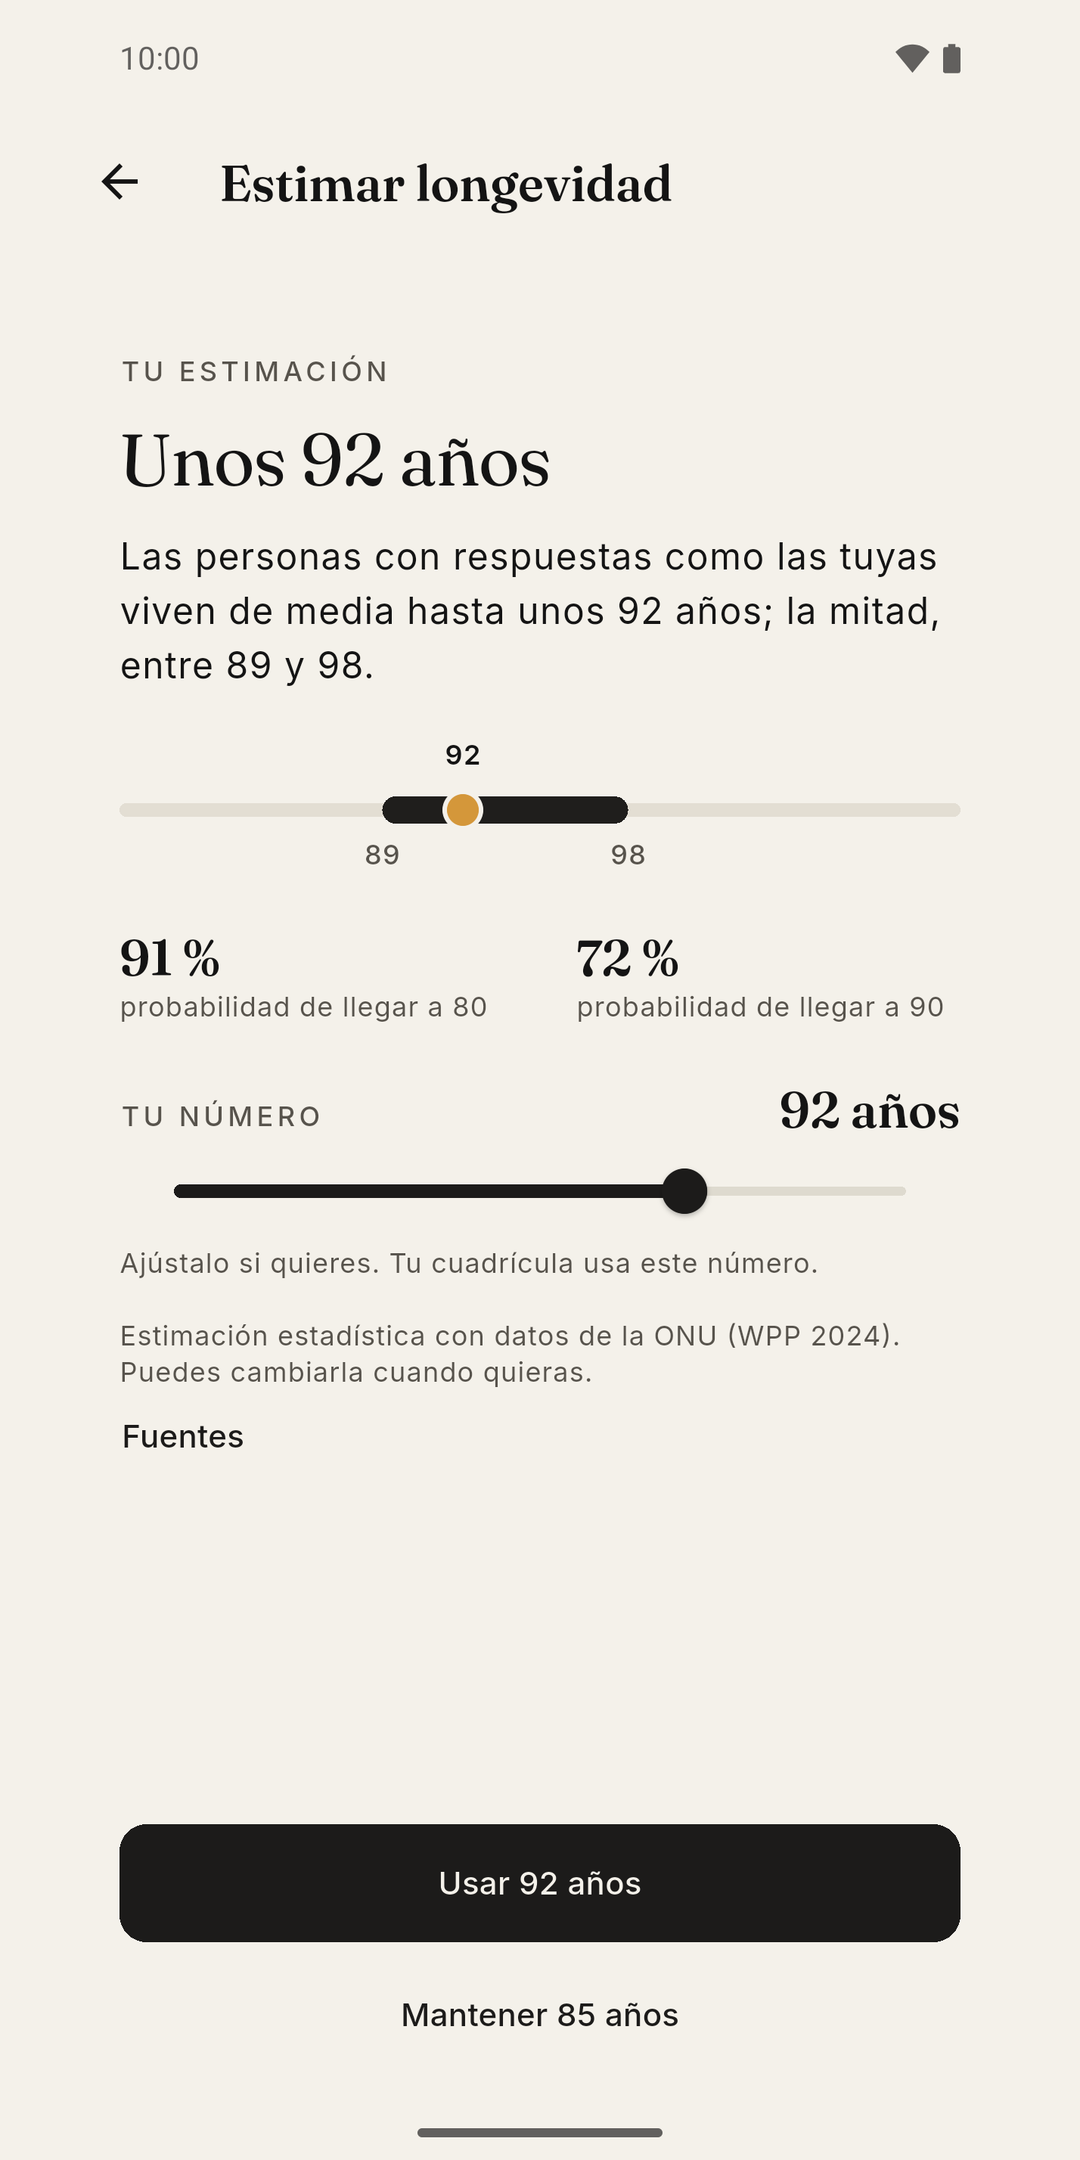 10:00
Estimar longevidad
TU ESTIMACIÓN
Unos 92 años
Las personas con respuestas como las tuyas
viven de media hasta unos 92 años; la mitad,
entre 89 y 98.
92
89 98
91 % 72 %
probabilidad de llegar a 80 probabilidad de llegar a 90
TU NÚMERO 92 años
Ajústalo si quieres. Tu cuadrícula usa este número.
Estimación estadística con datos de la ONU (WPP 2024).
Puedes cambiarla cuando quieras.
Fuentes
Usar 92 años
Mantener 85 años